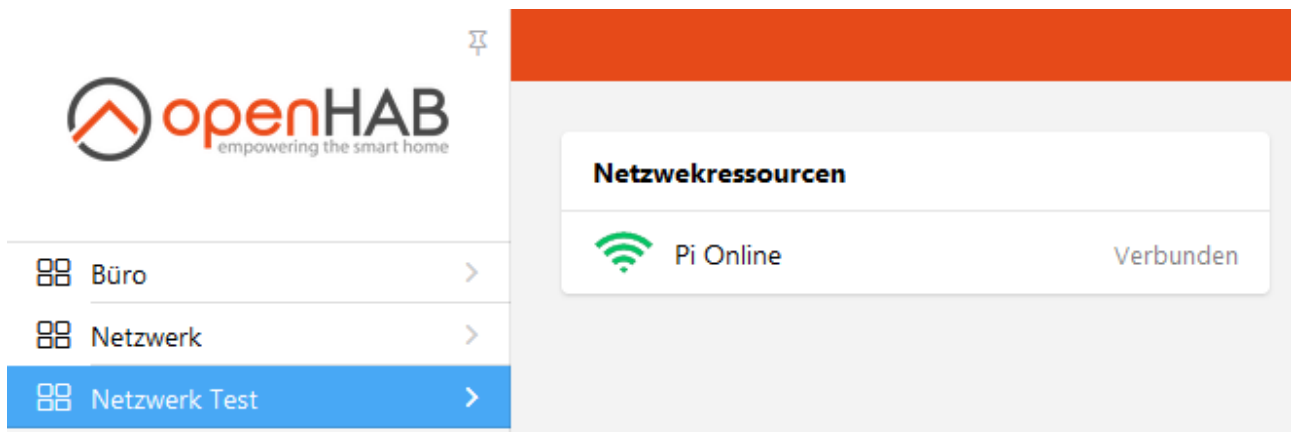 openHAB
empowering the smart home
Büro
Netzwerk
Netzwerk Test
Netzwekressourcen
Pi Online
Verbunden